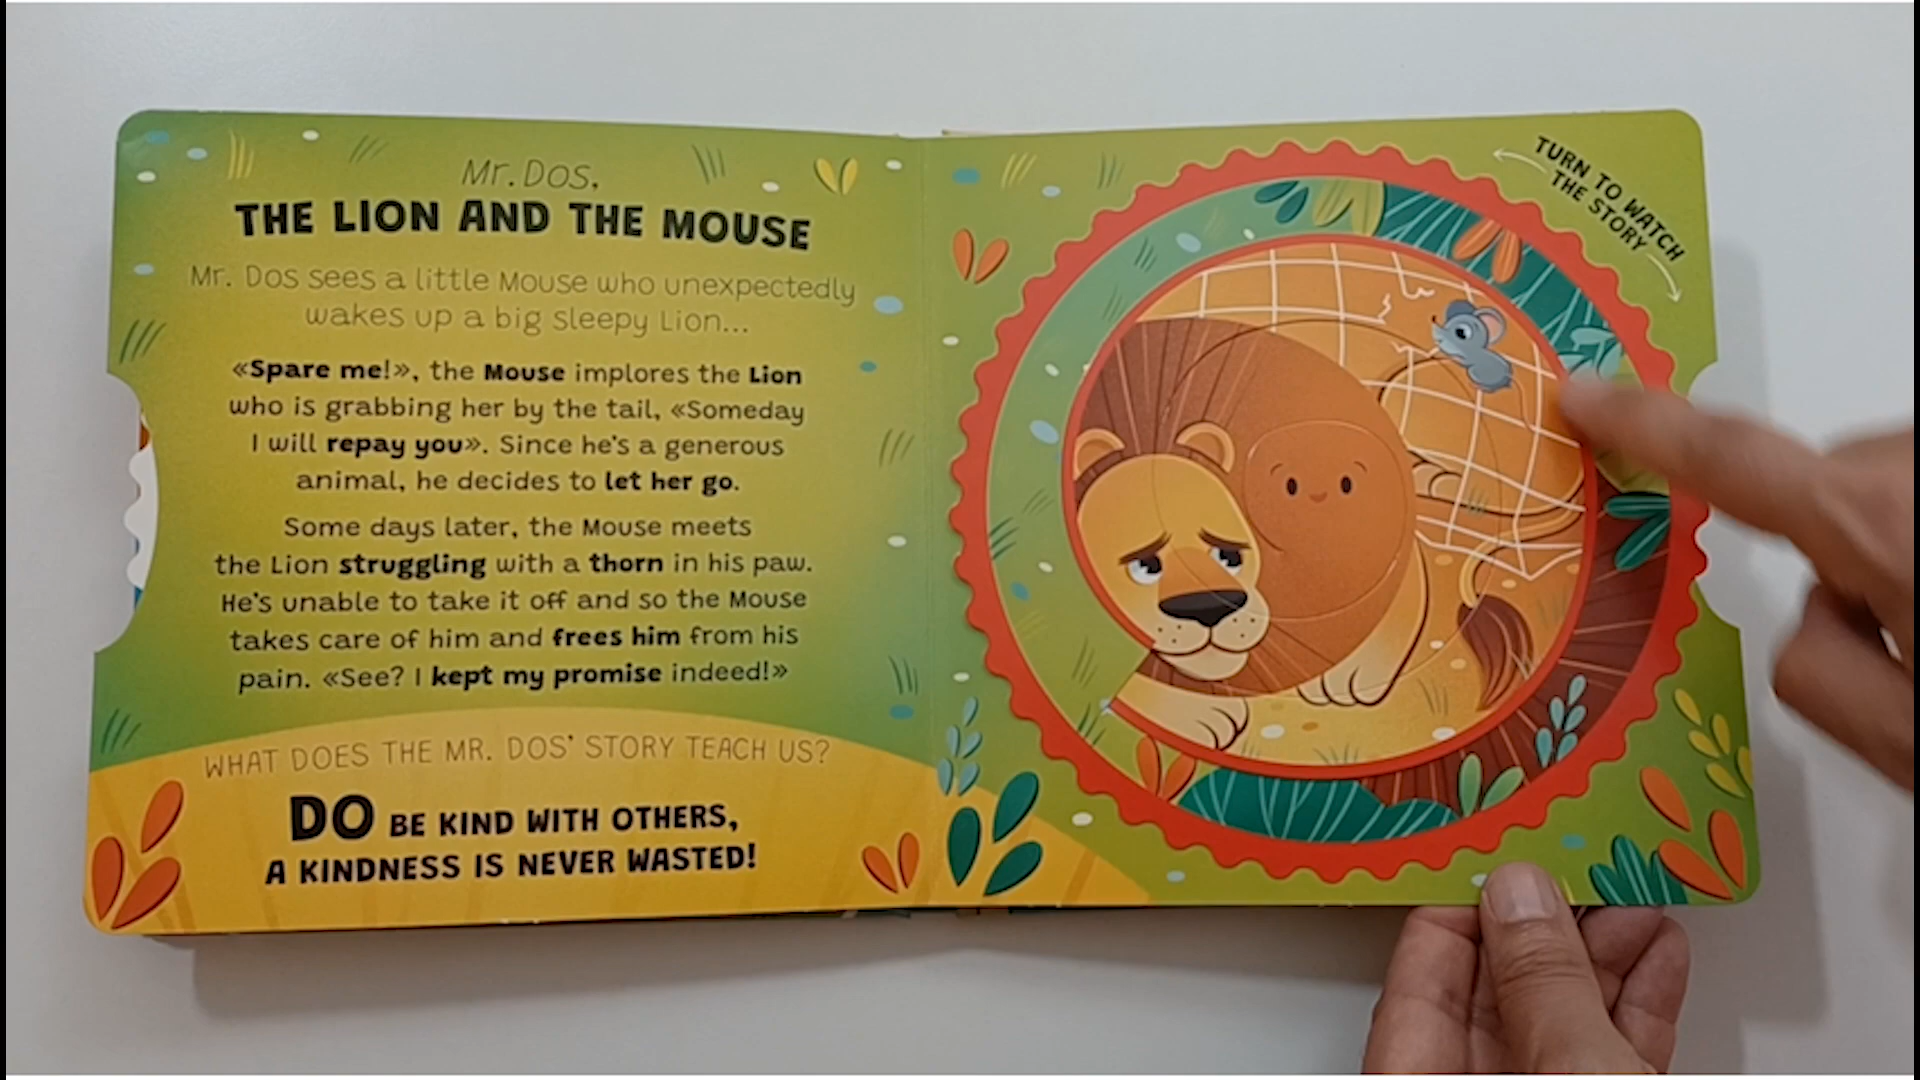 Mr. Dos,
THE LION AND THE MOUSE
Mr. Dos sees a little Mouse who unexpectedly
wakes up a big sleepy Lion...
«Spare me!», the Mouse implores the Lion
who is grabbing her by the tail, «Someday
I will repay you». Since he's a generous
animal, he decides to let her go.
Some days later, the Mouse meets
the Lion struggling with a thorn in his paw.
He's unable to take it off and so the Mouse
takes care of him and frees him from his
pain. «See? I kept my promise indeed!»
WHAT DOES THE MR. DOS' STORY TEACH US?
DO BE KIND WITH OTHERS,
A KINDNESS IS NEVER WASTED!
TURN TO WATCH
THE STORY